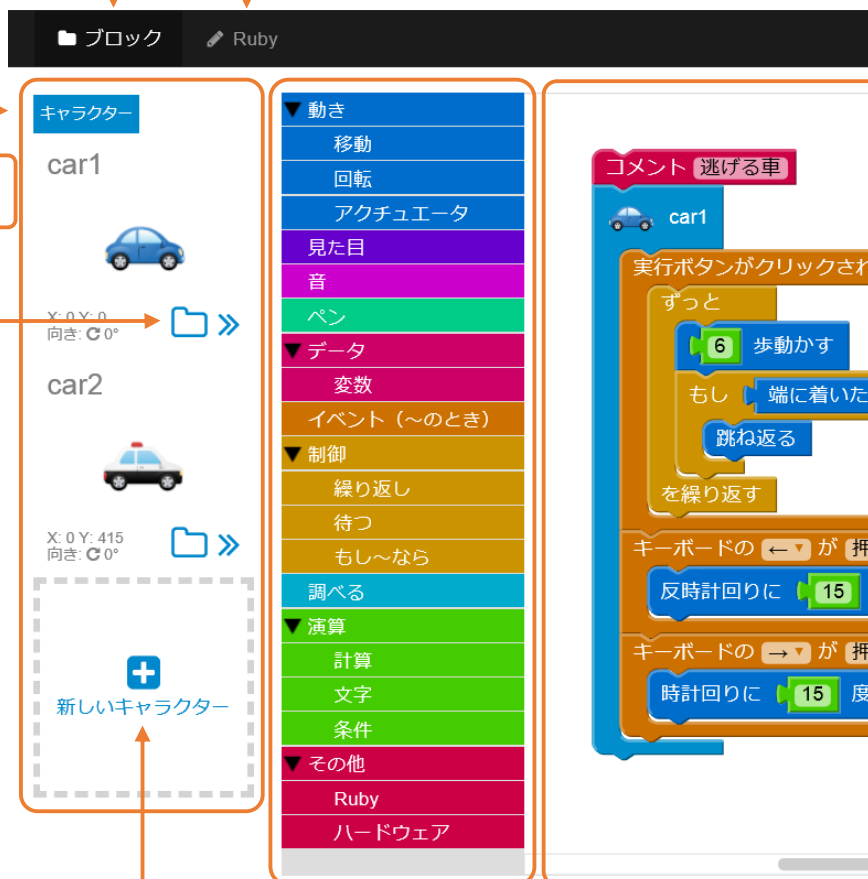 ブロック
Ruby
キャラクター
car1
X: 0 Y: 0
向き: 0°
car2
X: 0 Y: 415
向き: 0°
新しいキャラクター
動き
移動
回転
アクチュエータ
見た目
音
ペン
データ
変数
イベント（～のとき）
制御
繰り返し
待つ
もし～なら
調べる
演算
計算
文字
条件
その他
Ruby
ハードウェア
コメント 逃げる車
car1
実行ボタンがクリックされ
ずっと
6 歩動かす
もし 端に着いた
跳ね返る
を繰り返す
キーボードの ← が 押
反時計回りに 15
キーボードの → が 押
時計回りに 15 度